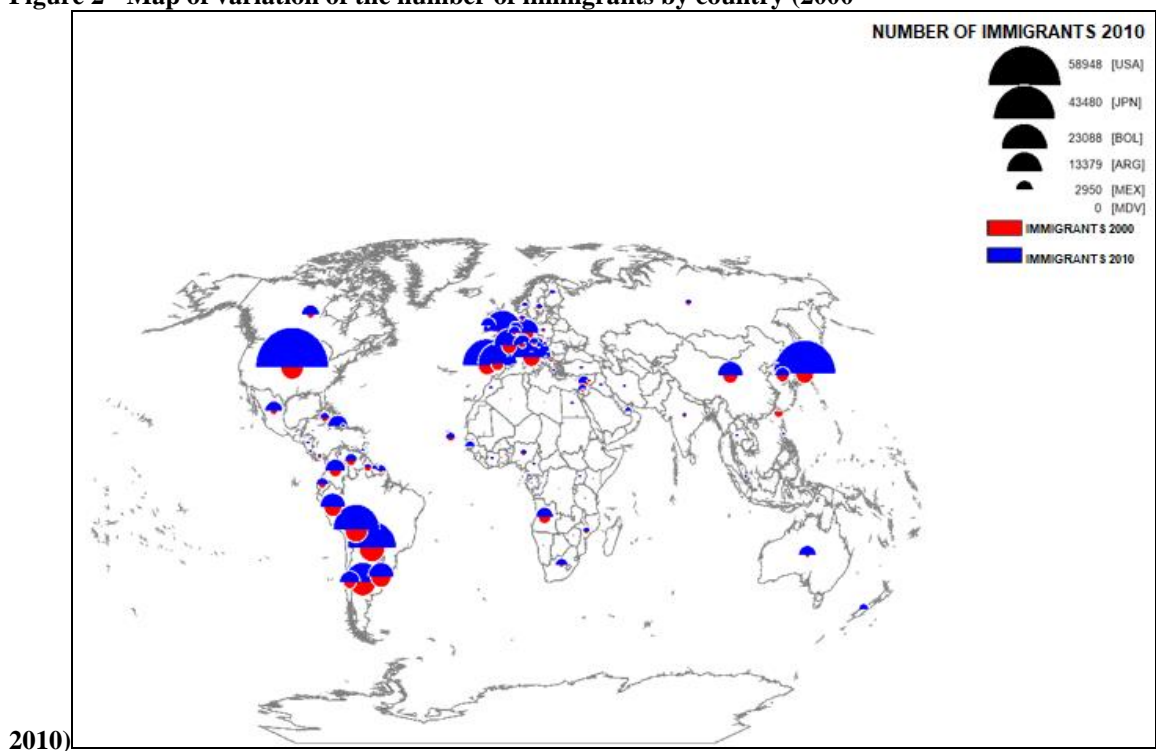 Figure 2 - Map of variation of the number of immigrants by country (2000
NUMBER OF IMMIGRANTS 2010
58948 [USA]
43480 [JPN]
23088 [BOL]
13379 [ARG]
2950 [MEX]
0 [MDV]
IMMIGRANTS 2000
IMMIGRANTS 2010
2010)